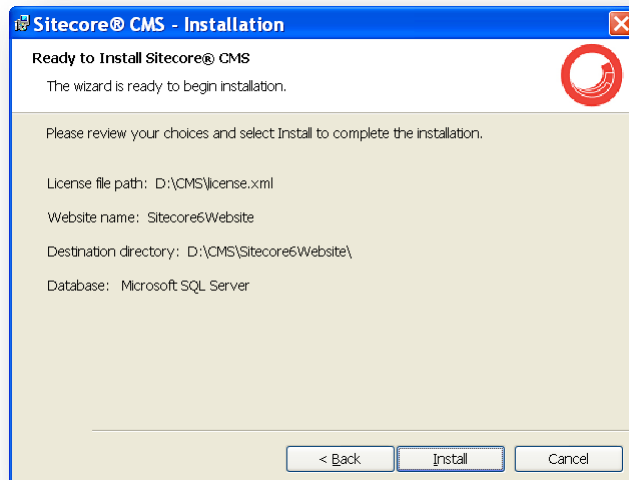 Sitecore® CMS - Installation
Ready to Install Sitecore® CMS
The wizard is ready to begin installation.
Please review your choices and select Install to complete the installation.
License file path: D:\CMS\license.xml
Website name: Sitecore6Website
Destination directory: D:\CMS\Sitecore6Website\
Database: Microsoft SQL Server
< Back Install Cancel